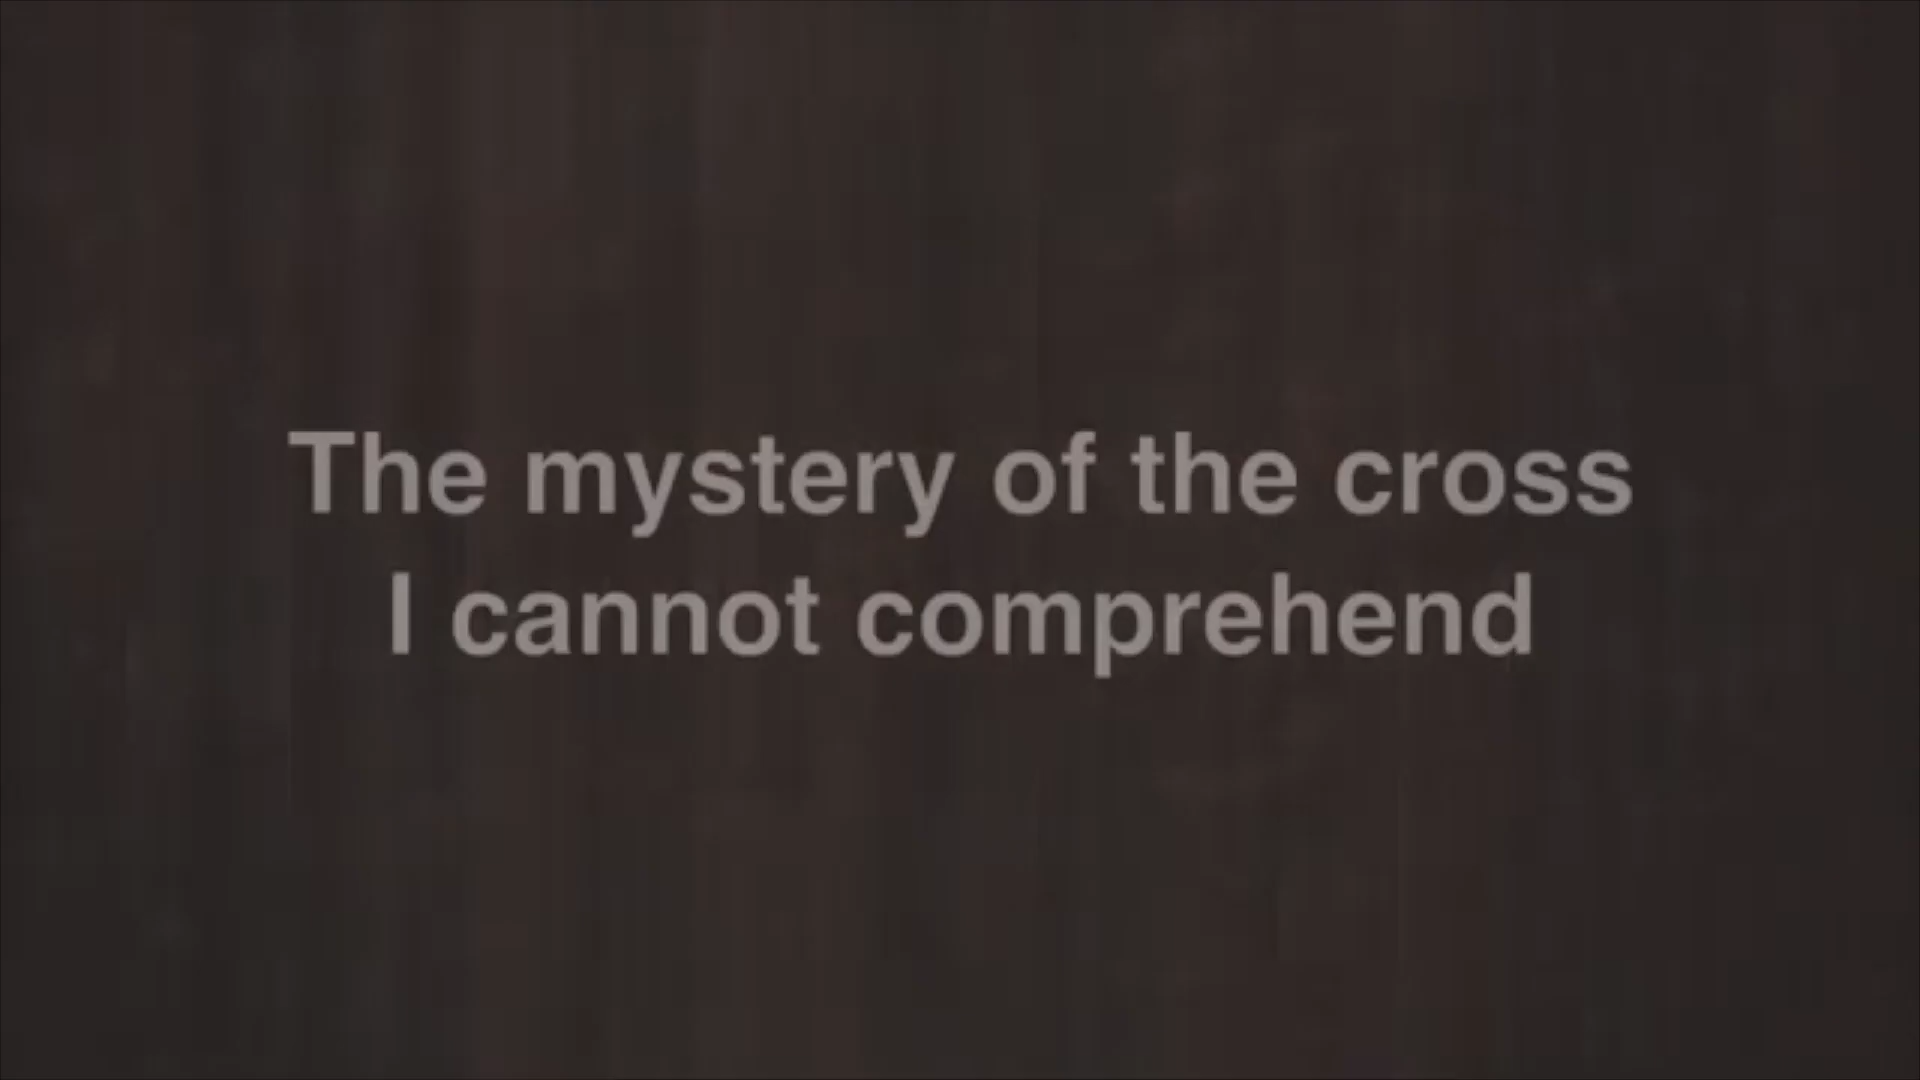 The mystery of the cross
I cannot comprehend